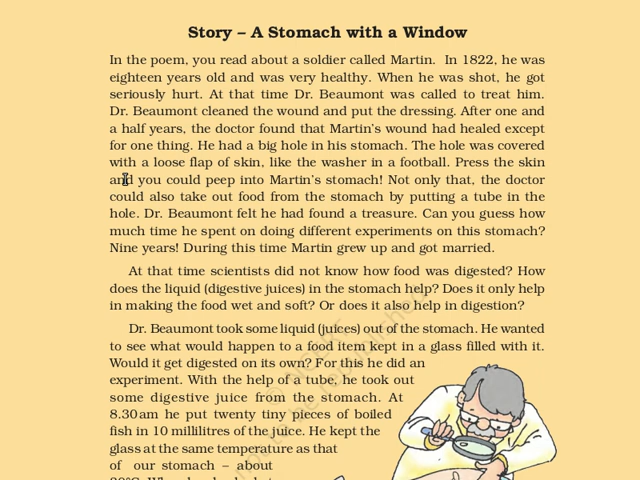 Story – A Stomach with a Window
In the poem, you read about a soldier called Martin. In 1822, he was
eighteen years old and was very healthy. When he was shot, he got
seriously hurt. At that time Dr. Beaumont was called to treat him.
Dr. Beaumont cleaned the wound and put the dressing. After one and
a half years, the doctor found that Martin's wound had healed except
for one thing. He had a big hole in his stomach. The hole was covered
with a loose flap of skin, like the washer in a football. Press the skin
and you could peep into Martin's stomach! Not only that, the doctor
could also take out food from the stomach by putting a tube in the
hole. Dr. Beaumont felt he had found a treasure. Can you guess how
much time he spent on doing different experiments on this stomach?
Nine years! During this time Martin grew up and got married.
At that time scientists did not know how food was digested? How
does the liquid (digestive juices) in the stomach help? Does it only help
in making the food wet and soft? Or does it also help in digestion?
Dr. Beaumont took some liquid (juices) out of the stomach. He wanted
to see what would happen to a food item kept in a glass filled with it.
Would it get digested on its own? For this he did an
experiment. With the help of a tube, he took out
some digestive juice from the stomach. At
8.30am he put twenty tiny pieces of boiled
fish in 10 millilitres of the juice. He kept the
glass at the same temperature as that
of our stomach – about